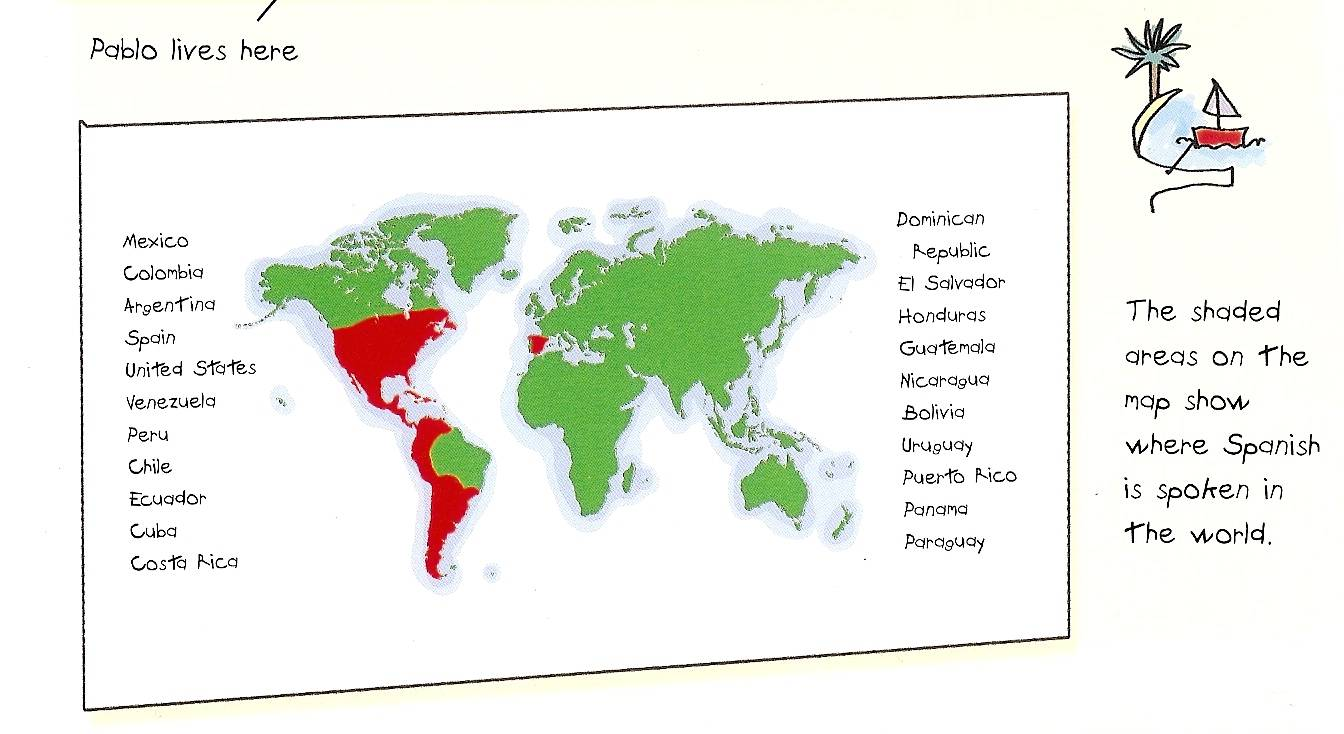 Pablo lives here
Mexico
Colombia
Argentina
Spain
United States
Venezuela
Peru
Chile
Ecuador
Cuba
Costa Rica
Dominican
Republic
El Salvador
Honduras
Guatemala
Nicaragua
Bolivia
Uruguay
Puerto Rico
Panama
Paraguay
The shaded
areas on the
map show
where Spanish
is spoken in
the world.